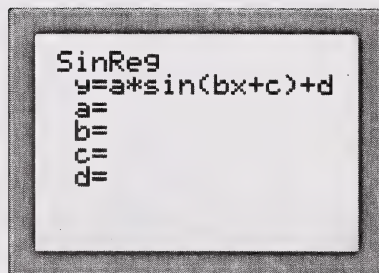 SinReg
y=a*sin(bx+c)+d
a=
b=
c=
d=